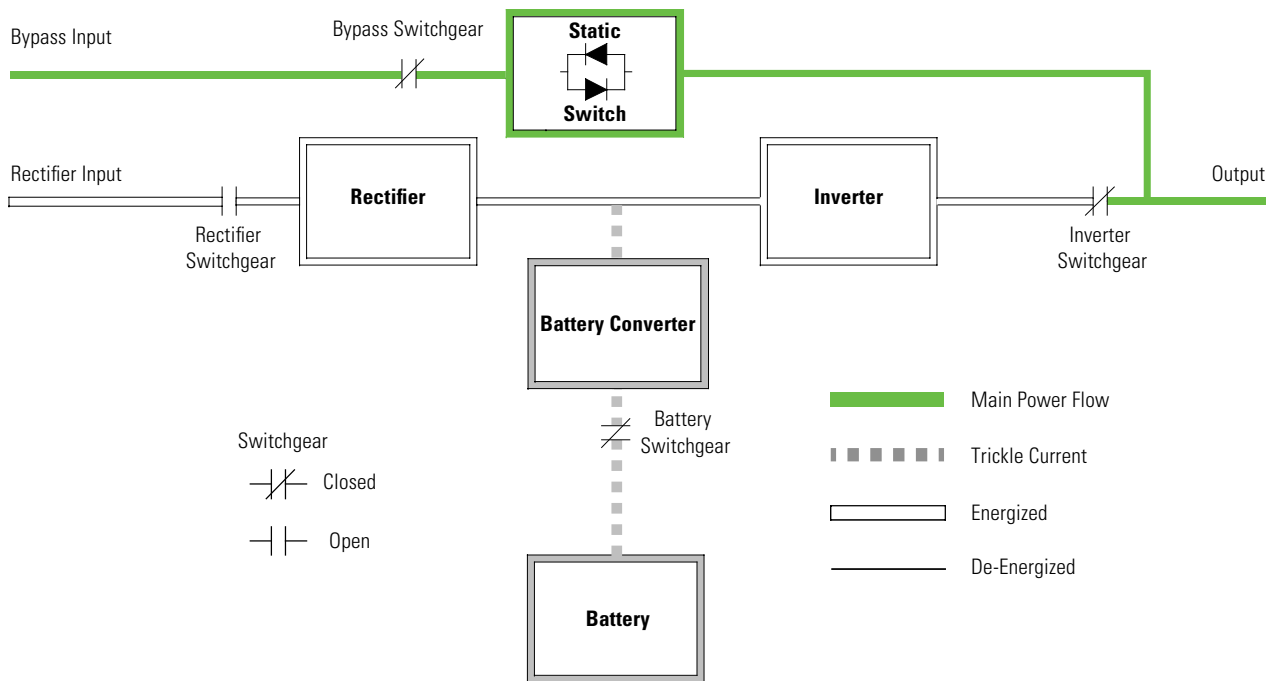 Bypass Input
Bypass Switchgear
Static
Switch
Rectifier Input
Rectifier
Switchgear
Rectifier
Inverter
Output
Inverter
Switchgear
Battery Converter
Battery
Switchgear
Battery
Switchgear
Closed
Open
Main Power Flow
Trickle Current
Energized
De-Energized